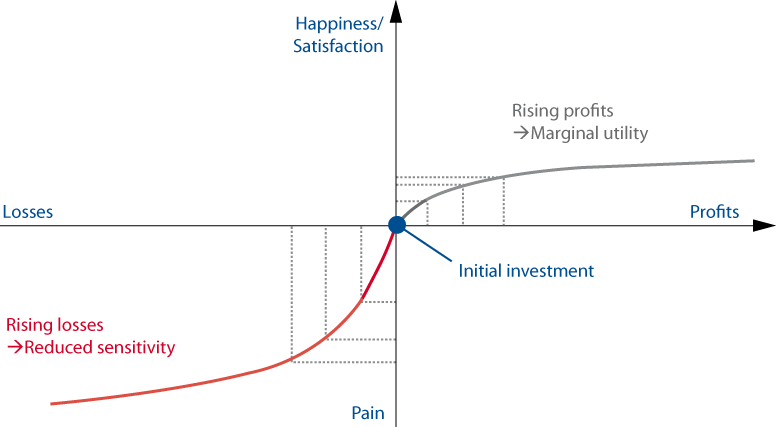 Happiness/
Satisfaction
Rising profits
→Marginal utility
Losses
Profits
Initial investment
Rising losses
→Reduced sensitivity
Pain